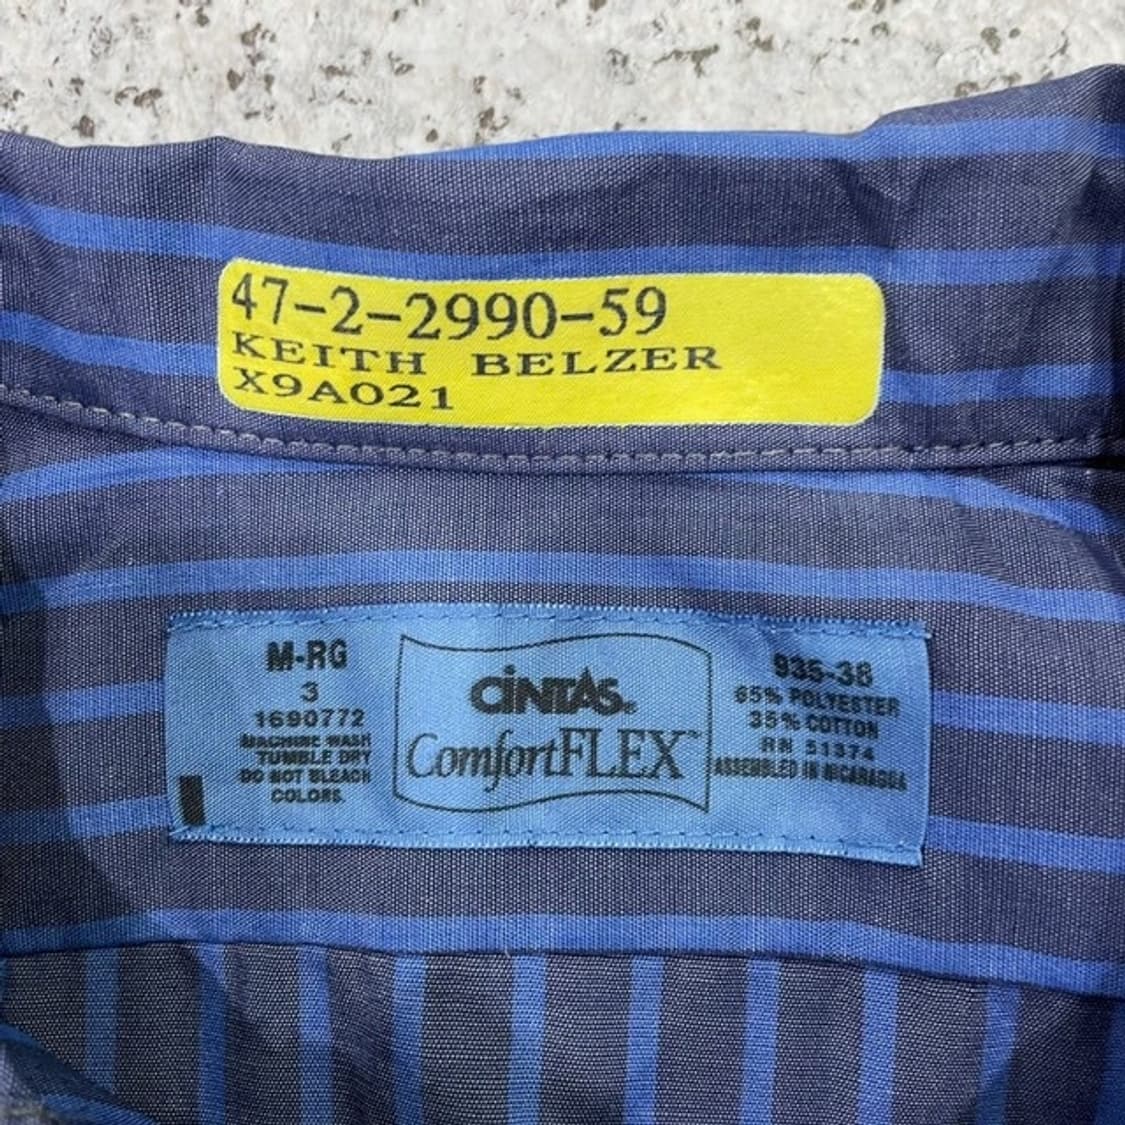 47-2-2990-59
KEITH BELZER
X9A021
M-RG
3
1690772
MACHINE WASH
TUMBLE DRY
DO NOT BLEACH
COLORS.
CiNTAS®
ComfortFLEX™
935-38
65% POLYESTER
35% COTTON
RN 51374
ASSEMBLED IN NICARAGUA